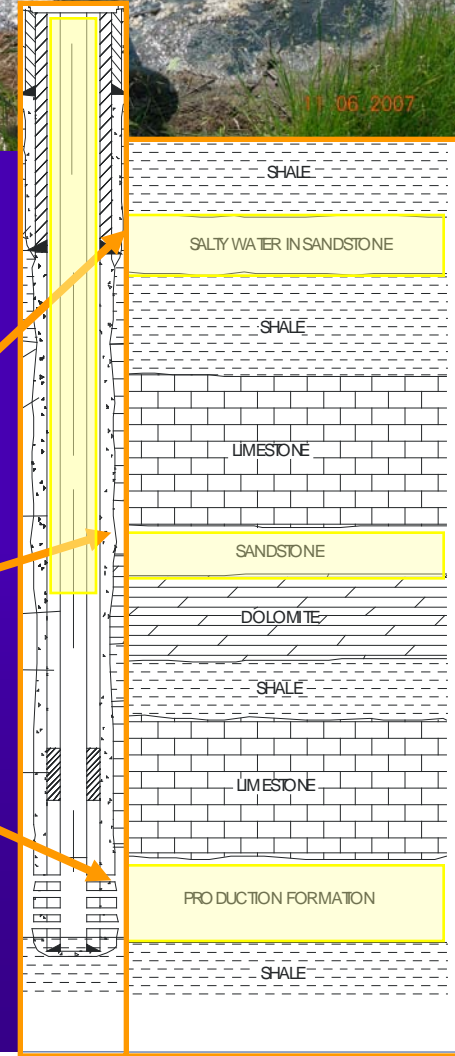 11 06 2007
SHALE
SALTY WATER IN SANDSTONE
SHALE
LIMESTONE
SANDSTONE
DOLOMITE
SHALE
LIMESTONE
PRODUCTION FORMATION
SHALE